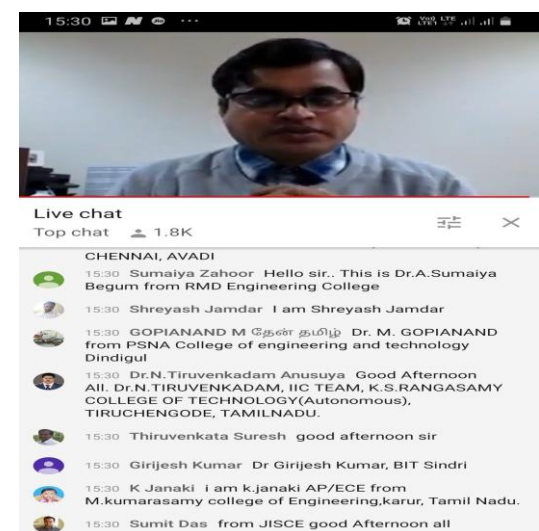 15:30
Vo9 LTE
LTE1
Live chat
Top chat 1.8K
CHENNAI, AVADI
15:30 Sumaiya Zahoor Hello sir.. This is Dr.A.Sumaiya
Begum from RMD Engineering College
15:30 Shreyash Jamdar I am Shreyash Jamdar
15:30 GOPIANAND M தேன் தமிழ் Dr. M. GOPIANAND
from PSNA College of engineering and technology
Dindigul
15:30 Dr.N.Tiruvenkadam Anusuya Good Afternoon
All. Dr.N.TIRUVENKADAM, IIC TEAM, K.S.RANGASAMY
COLLEGE OF TECHNOLOGY(Autonomous),
TIRUCHENGODE, TAMILNADU.
15:30 Thiruvenkata Suresh good afternoon sir
15:30 Girijesh Kumar Dr Girijesh Kumar, BIT Sindri
15:30 K Janaki i am k.janaki AP/ECE from
M.kumarasamy college of Engineering,karur, Tamil Nadu.
15:30 Sumit Das from JISCE good Afternoon all